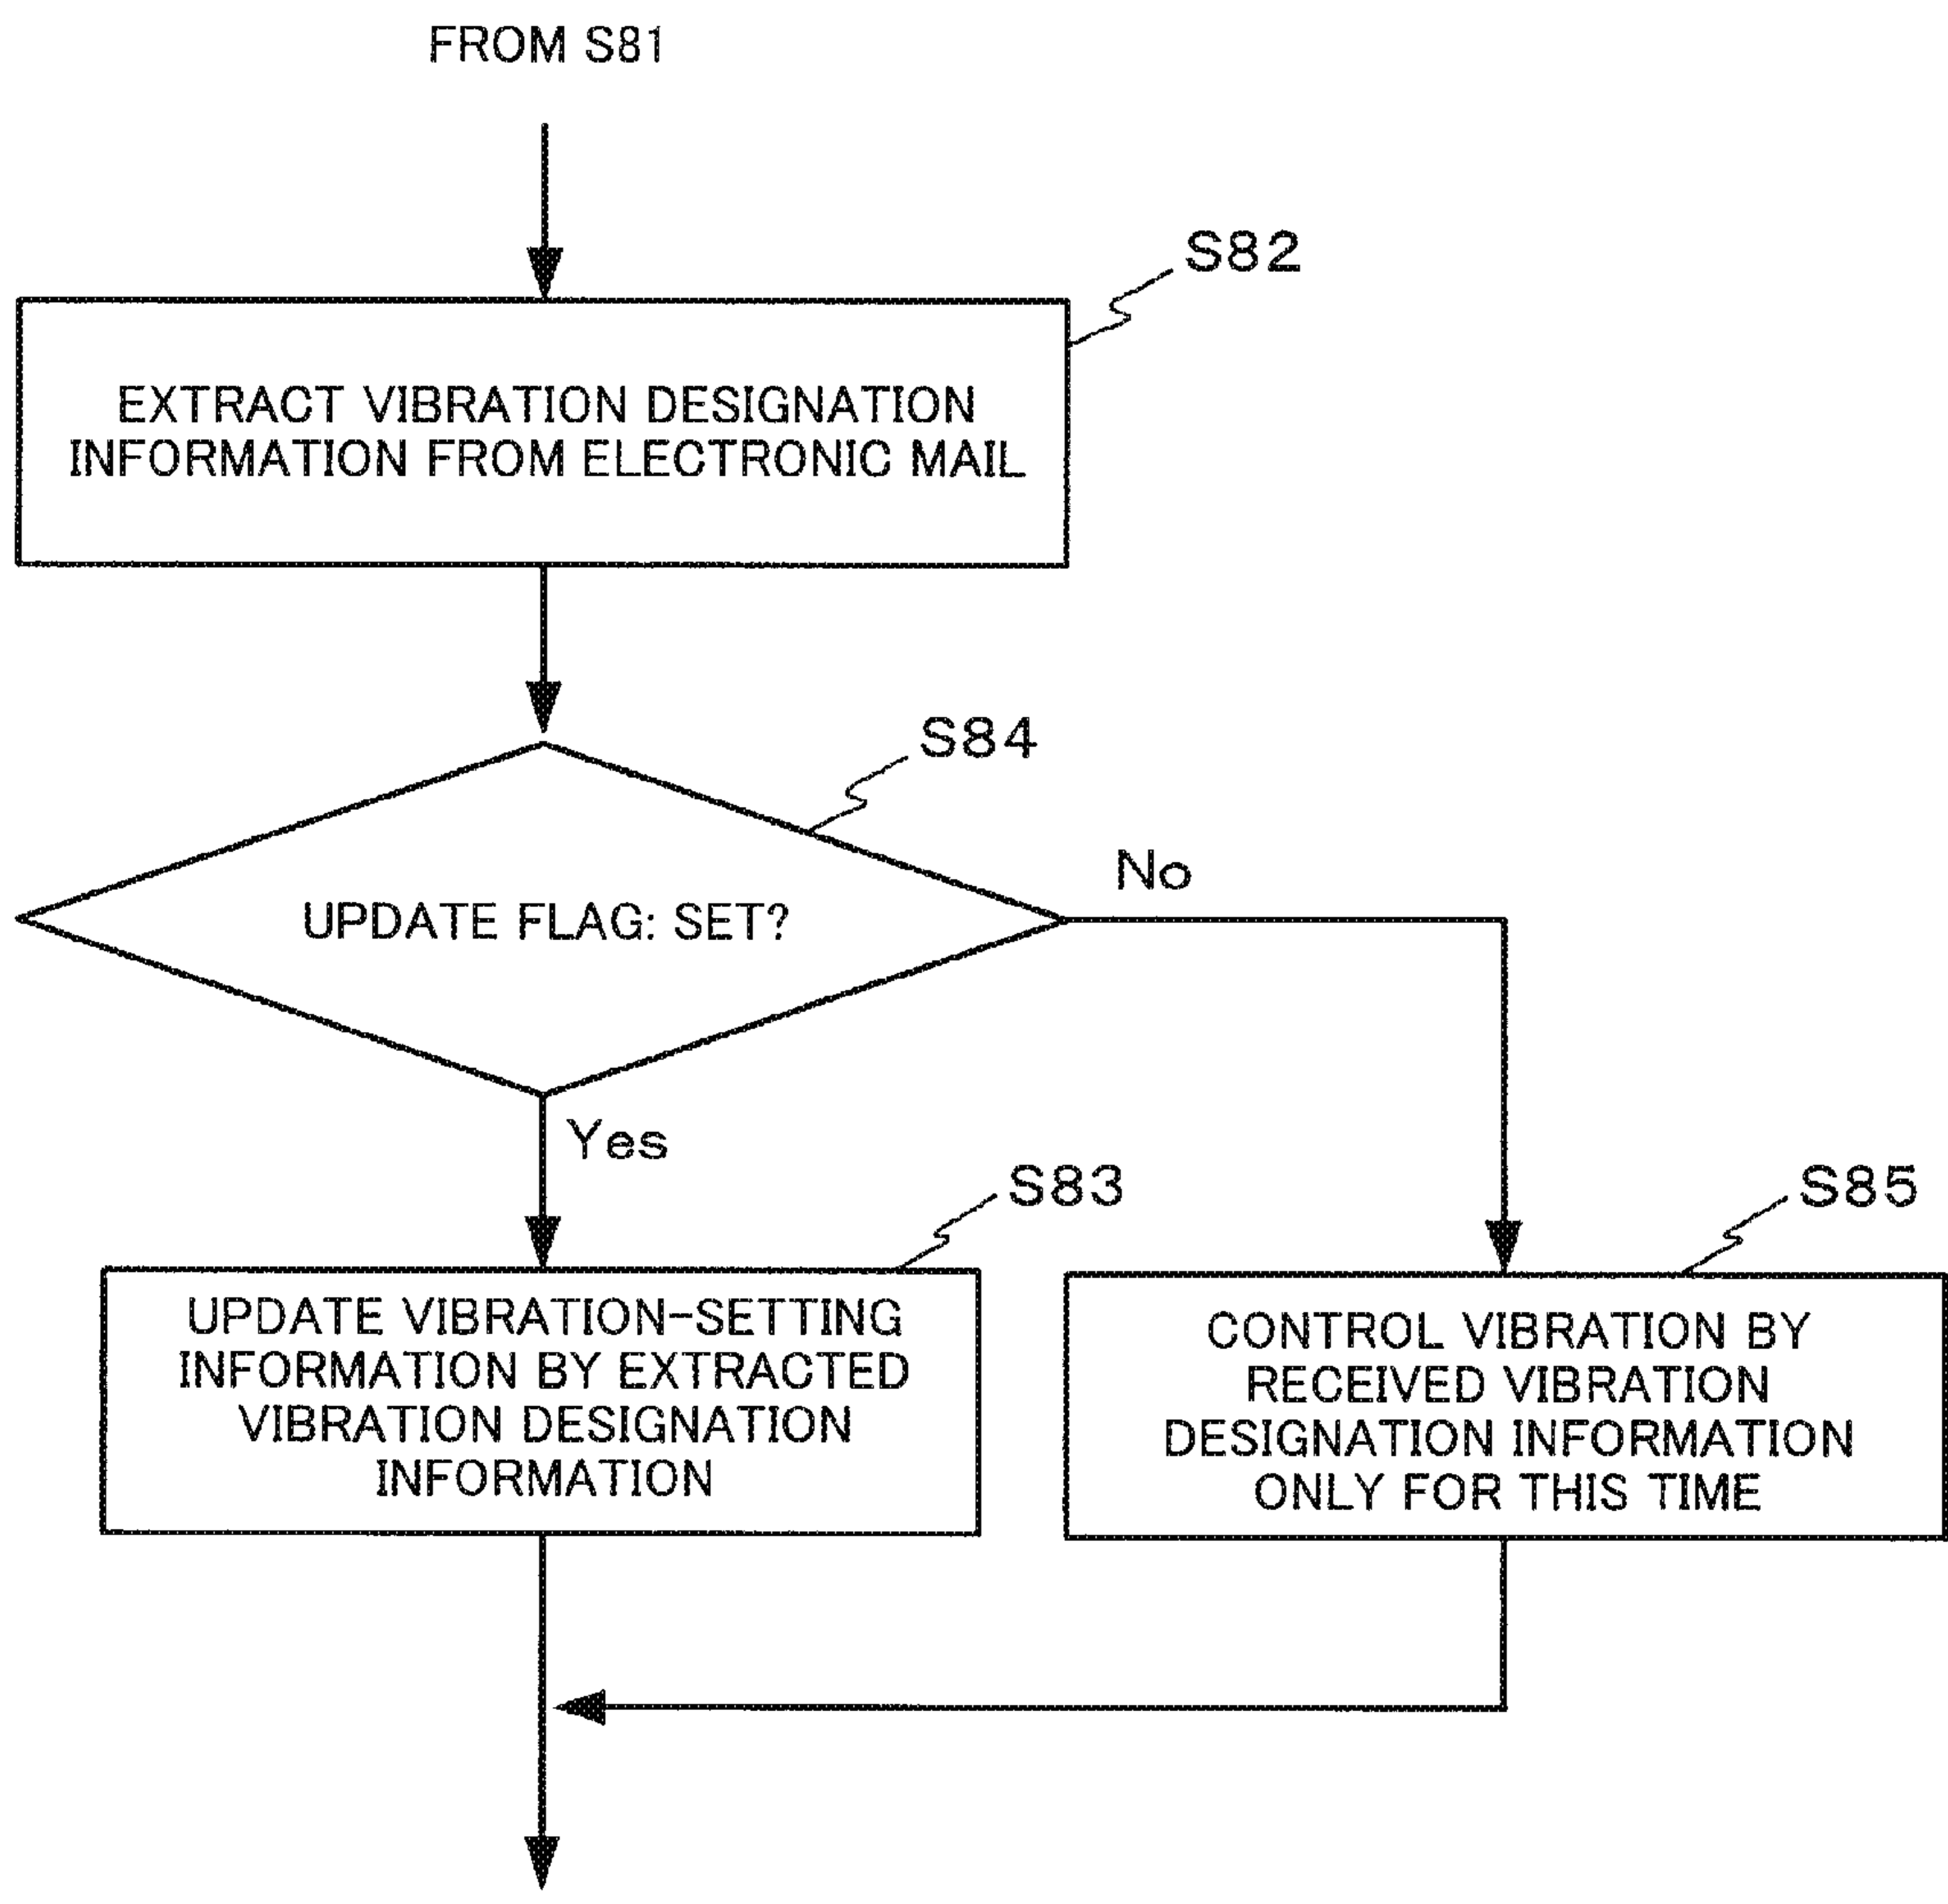 FROM S81
S82
EXTRACT VIBRATION DESIGNATION
INFORMATION FROM ELECTRONIC MAIL
S84
UPDATE FLAG: SET?
No
Yes
S83
UPDATE VIBRATION-SETTING
INFORMATION BY EXTRACTED
VIBRATION DESIGNATION
INFORMATION
S85
CONTROL VIBRATION BY
RECEIVED VIBRATION
DESIGNATION INFORMATION
ONLY FOR THIS TIME